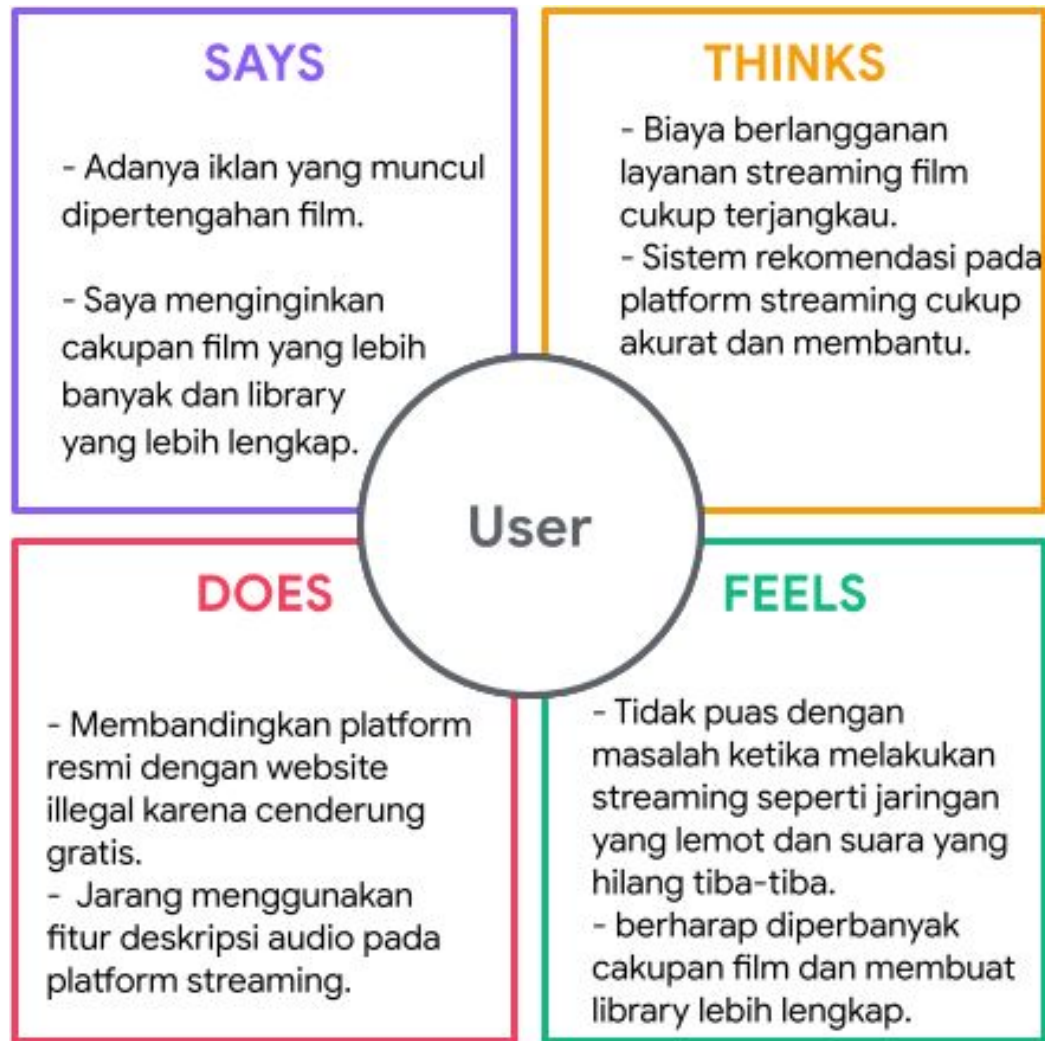 SAYS
- Adanya iklan yang muncul
dipertengahan film.
- Saya menginginkan
cakupan film yang lebih
banyak dan library
yang lebih lengkap.
THINKS
- Biaya berlangganan
layanan streaming film
cukup terjangkau.
- Sistem rekomendasi pada
platform streaming cukup
akurat dan membantu.
User
DOES
- Membandingkan platform
resmi dengan website
illegal karena cenderung
gratis.
- Jarang menggunakan
fitur deskripsi audio pada
platform streaming.
FEELS
- Tidak puas dengan
masalah ketika melakukan
streaming seperti jaringan
yang lemot dan suara yang
hilang tiba-tiba.
- berharap diperbanyak
cakupan film dan membuat
library lebih lengkap.